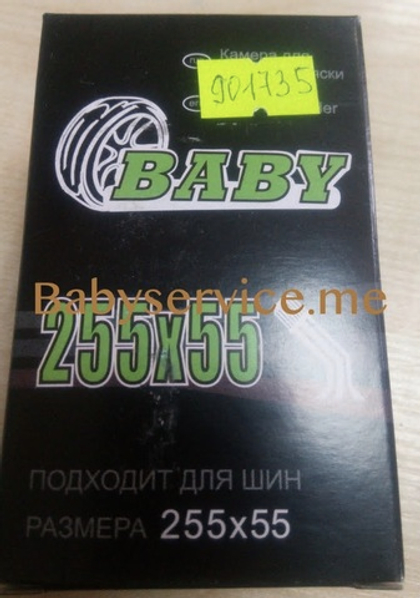 Камера для
901735
BABY
Babyservice.me
255x55
ПОДХОДИТ ДЛЯ ШИН
РАЗМЕРА 255x55